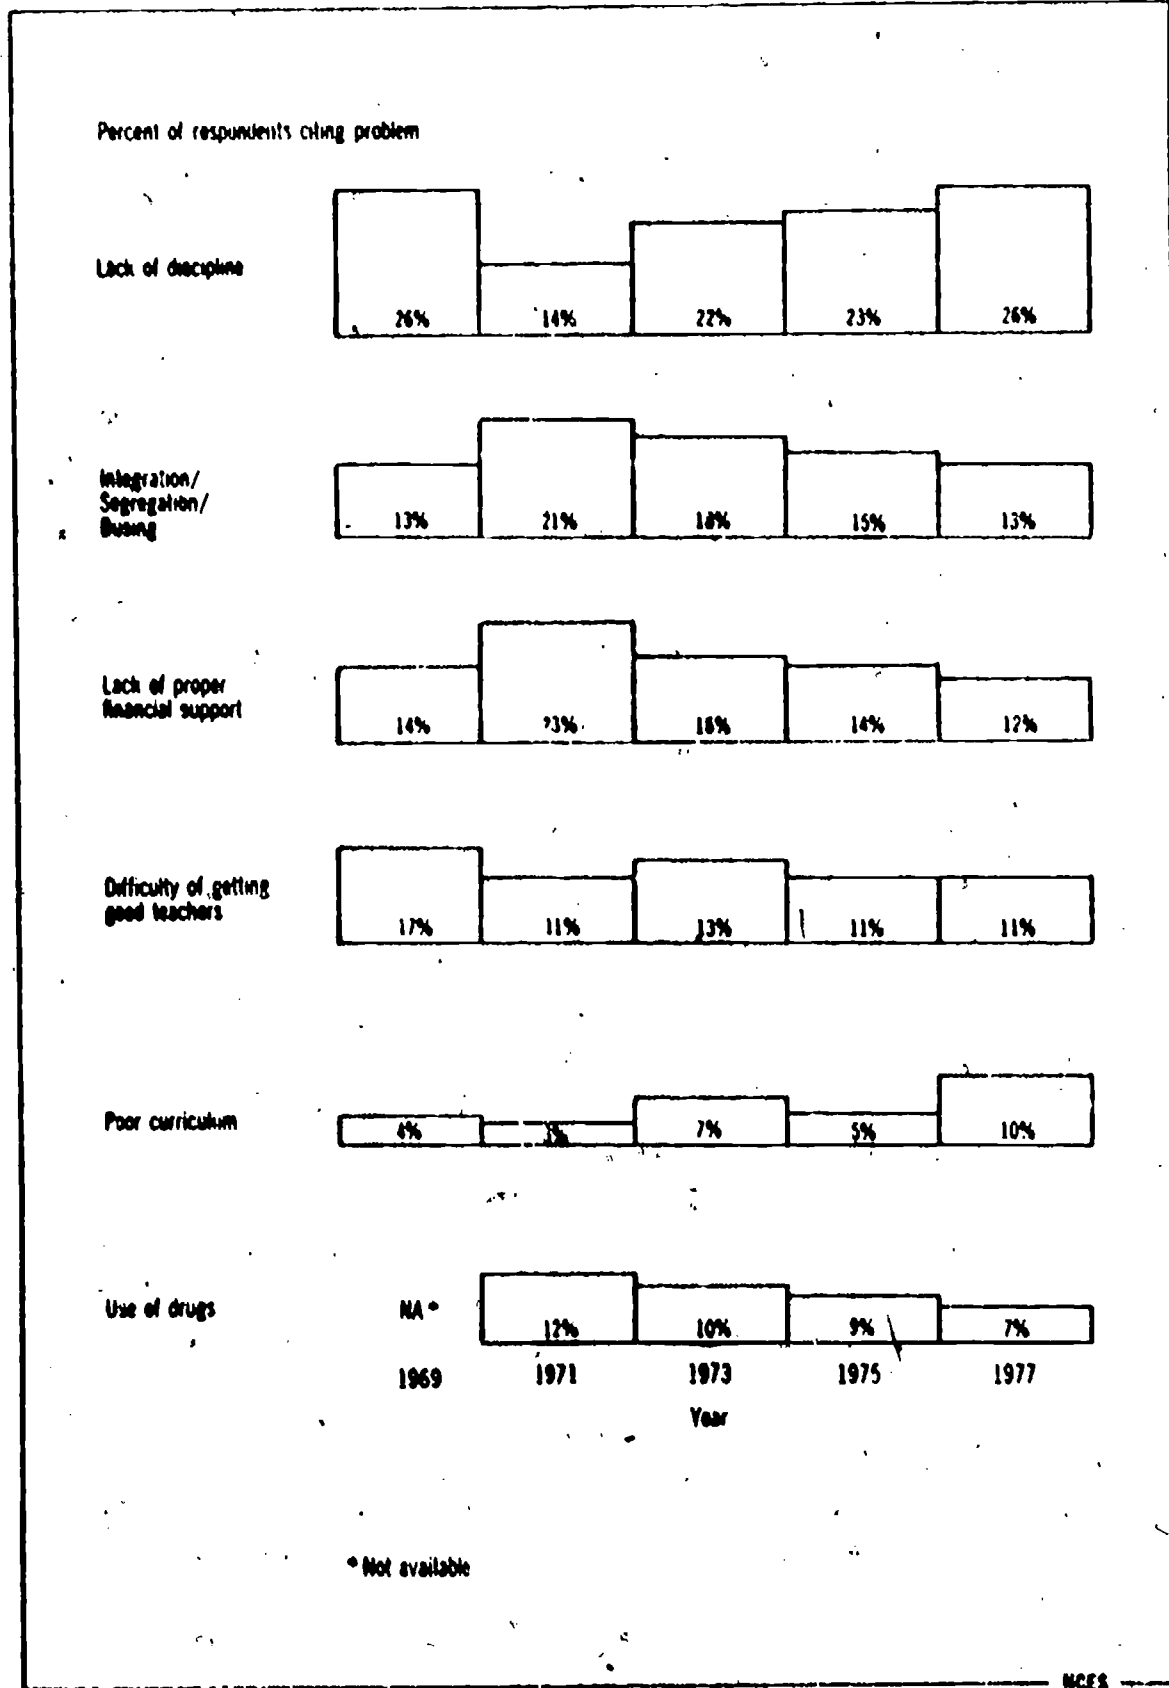 Percent of respondents citing problem
Lack of discipline
26% 14% 22% 23% 26%
Integration/
Segregation/
Busing
13% 21% 18% 15% 13%
Lack of proper
financial support
14% 23% 16% 14% 12%
Difficulty of getting
good teachers
17% 11% 13% 11% 11%
Poor curriculum
4% 3% 7% 5% 10%
Use of drugs
NA* 12% 10% 9% 7%
1969 1971 1973 1975 1977
Year
* Not available
NCES